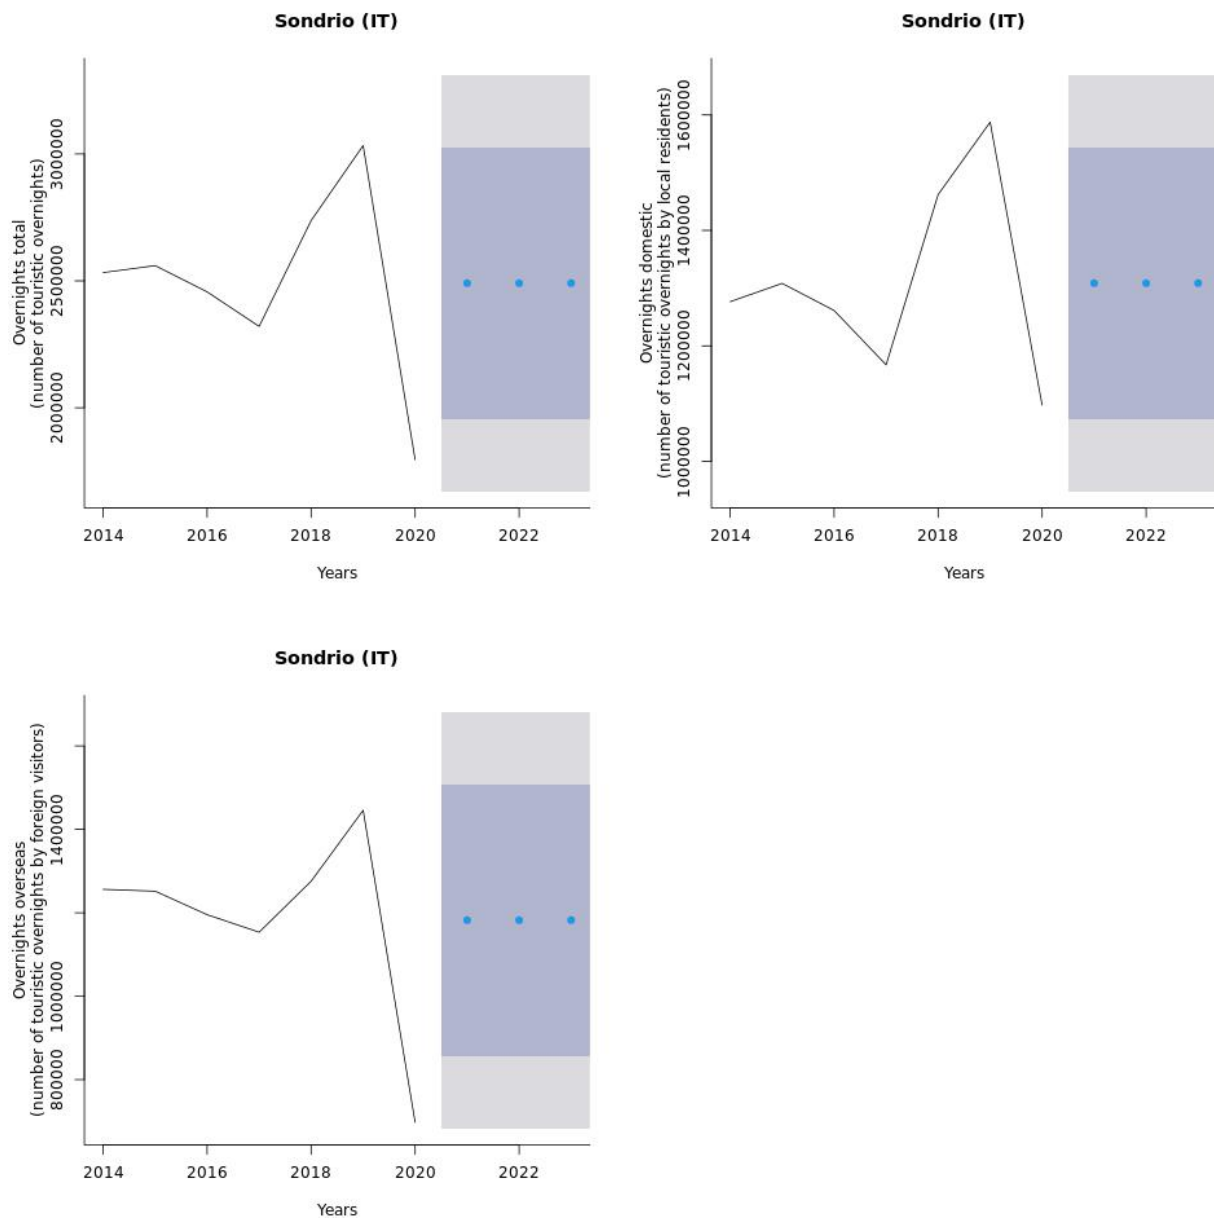 Sondrio (IT)
Overnights total
(number of touristic overnights)
3000000
2500000
2000000
2014 2016 2018 2020 2022
Years
Sondrio (IT)
Overnights domestic
(number of touristic overnights by local residents)
1600000
1400000
1200000
1000000
2014 2016 2018 2020 2022
Years
Sondrio (IT)
Overnights overseas
(number of touristic overnights by foreign visitors)
1400000
1000000
800000
2014 2016 2018 2020 2022
Years